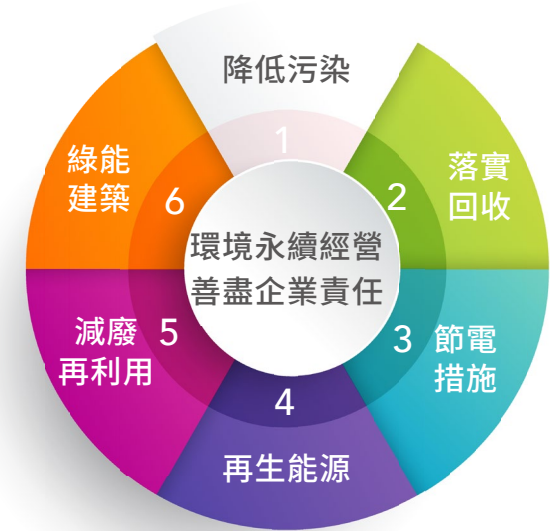 降低污染
1
落實
回收
2
3
節電
措施
4
再生能源
5
減廢
再利用
6
綠能
建築
環境永續經營
善盡企業責任